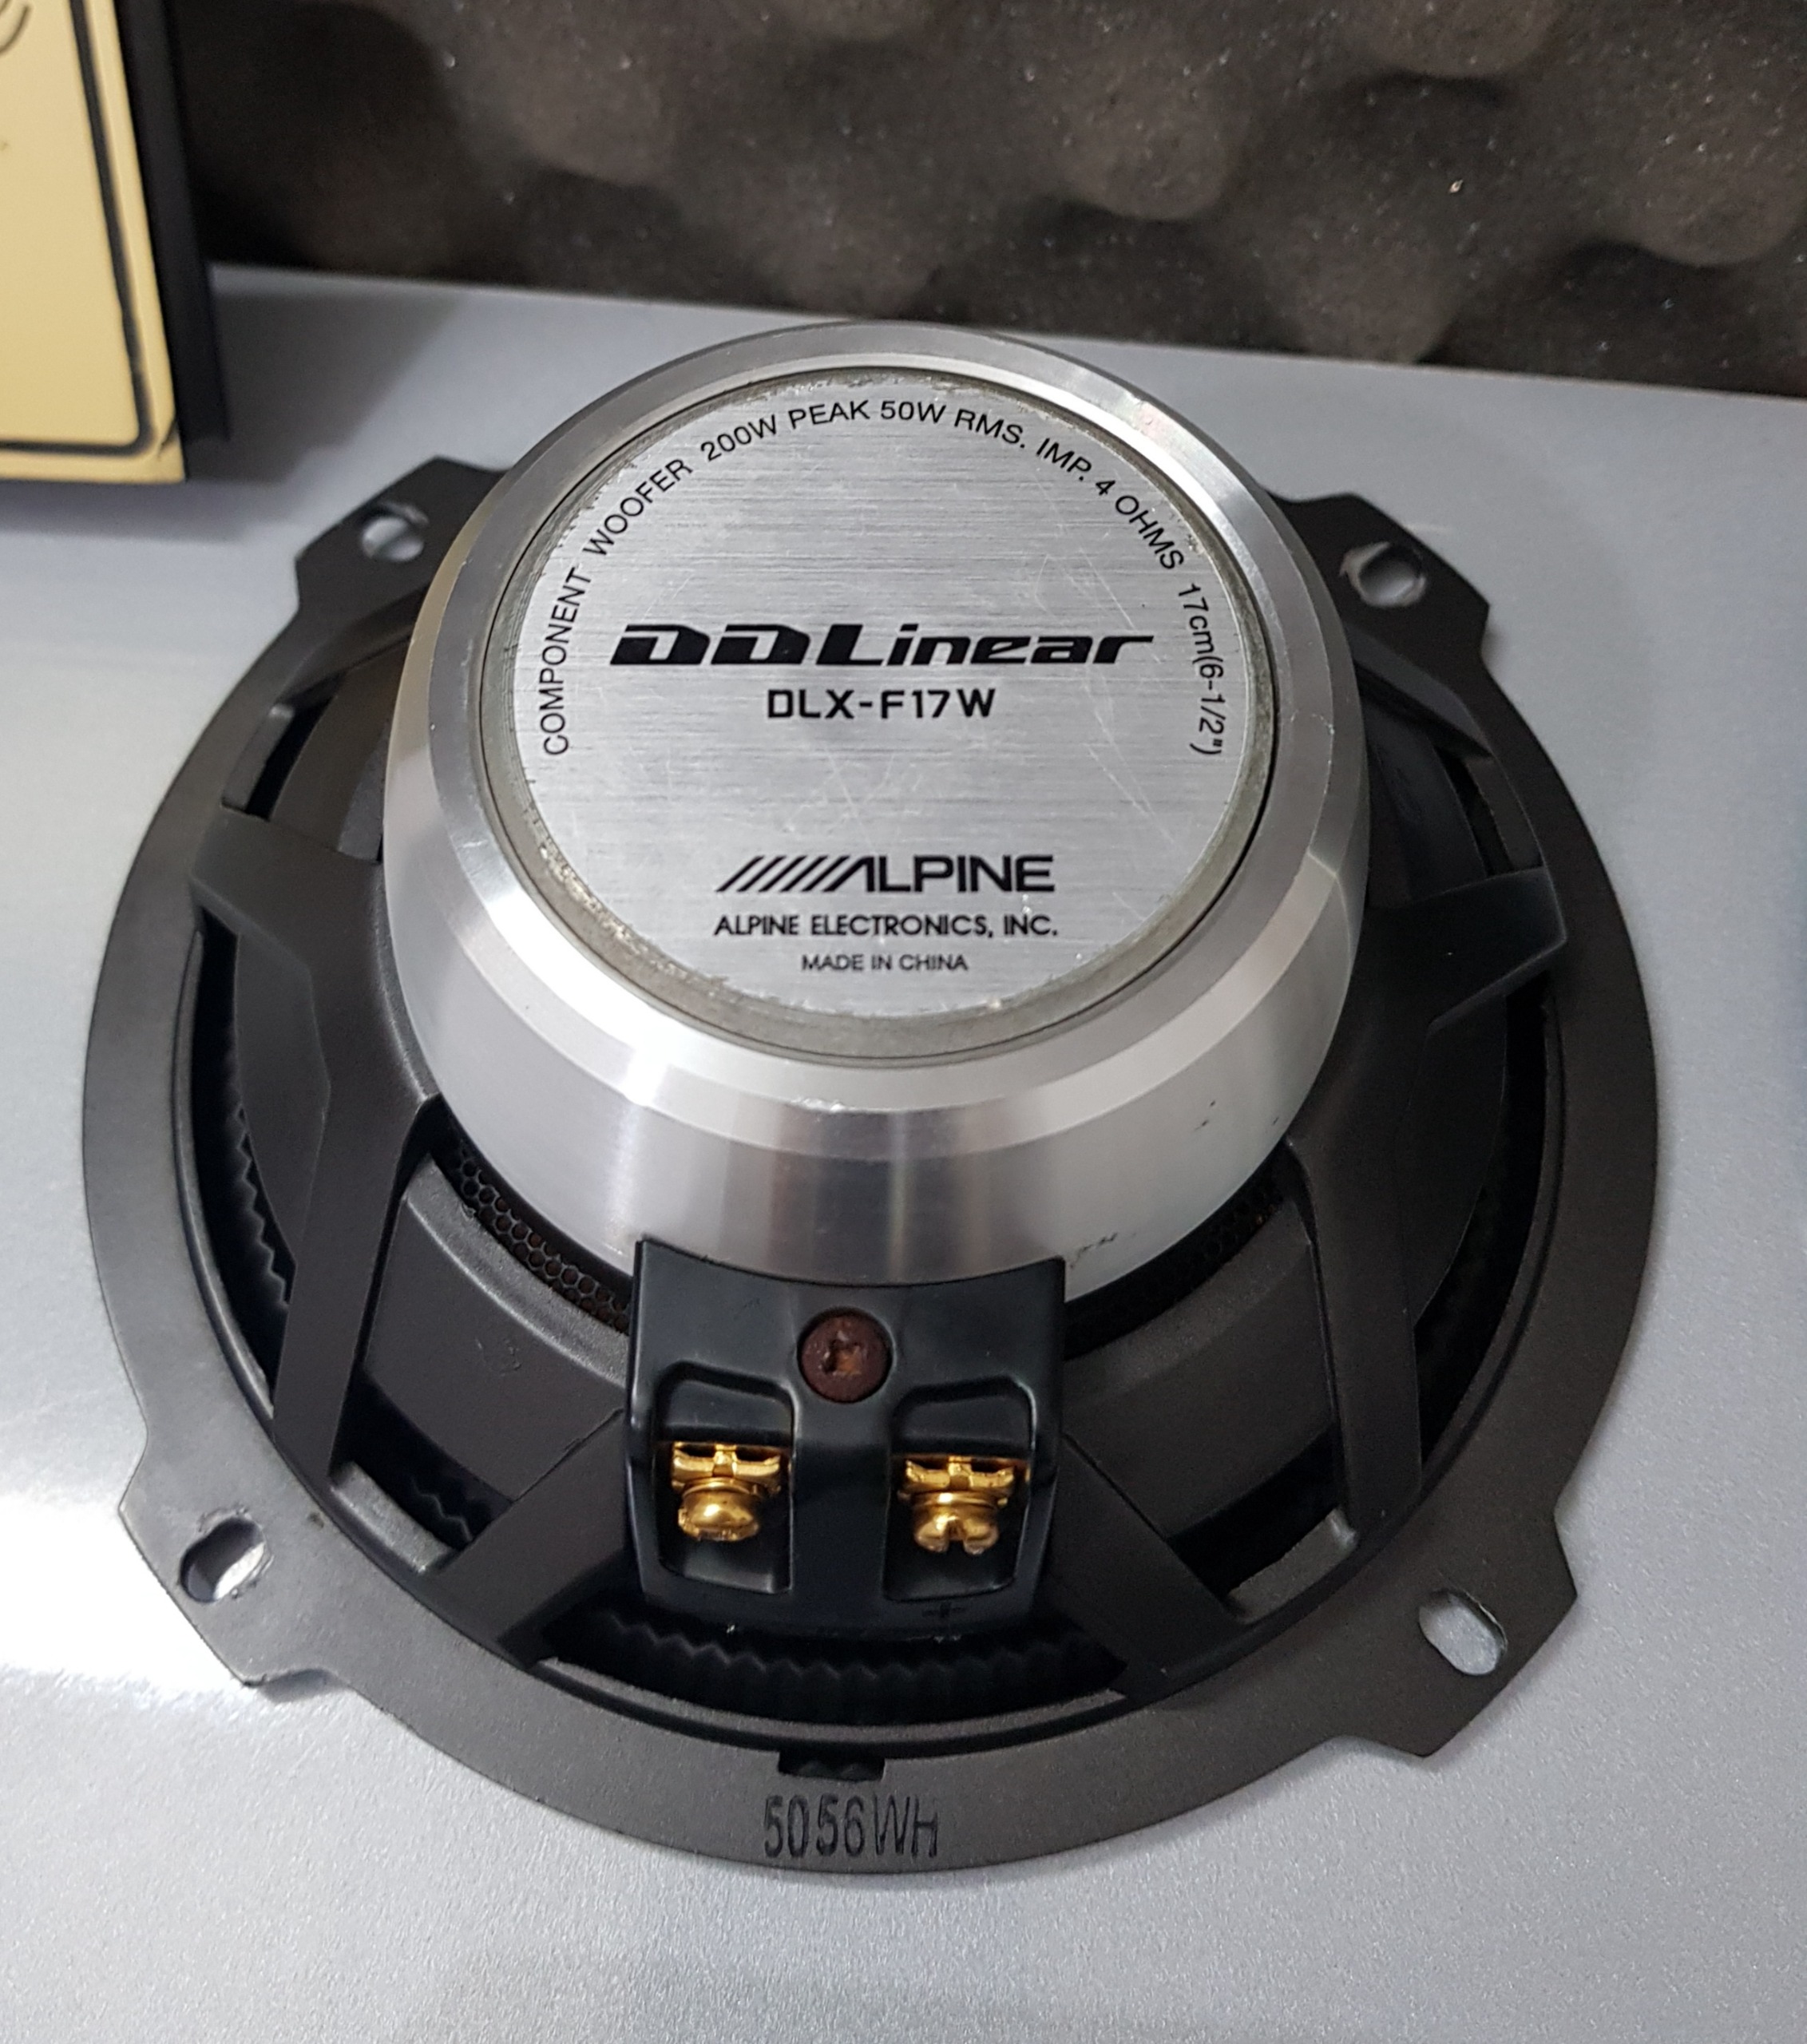 COMPONENT WOOFER 200W PEAK 50W RMS. IMP. 4 OHMS 17cm(6-1/2")
DDLinear
DLX-F17W
ALPINE
ALPINE ELECTRONICS, INC.
MADE IN CHINA
+
5056WH